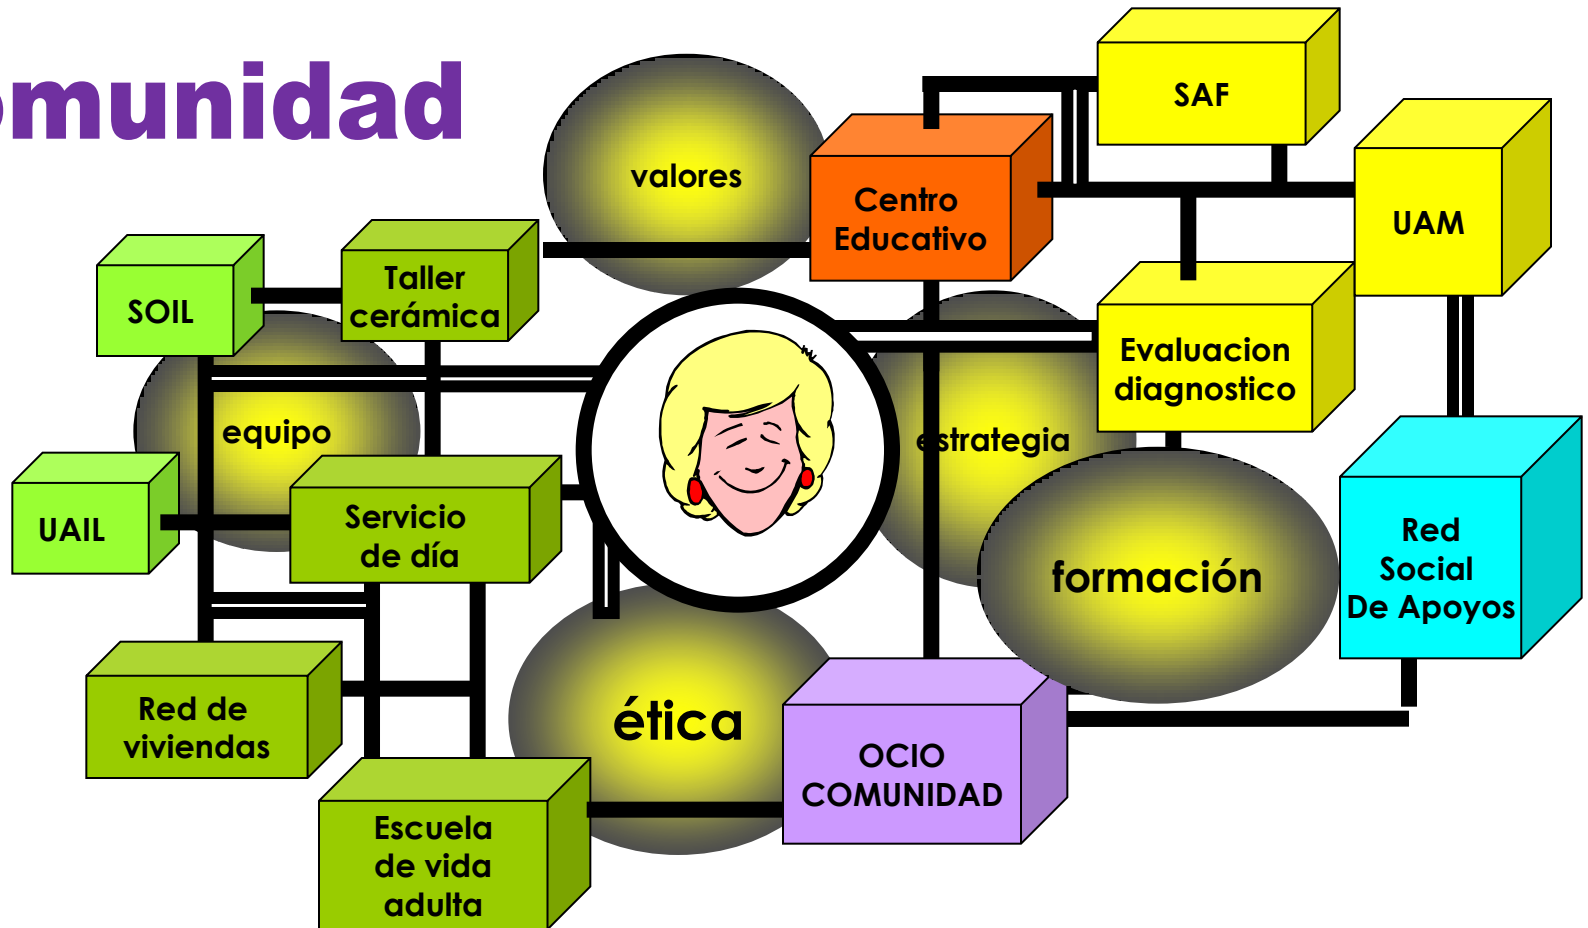 omunidad
SAF
valores
Centro
Educativo
UAM
Taller
cerámica
SOIL
Evaluacion
diagnostico
equipo
estrategia
UAIL
Servicio
de día
Red
Social
De Apoyos
formación
Red de
viviendas
ética
OCIO
COMUNIDAD
Escuela
de vida
adulta